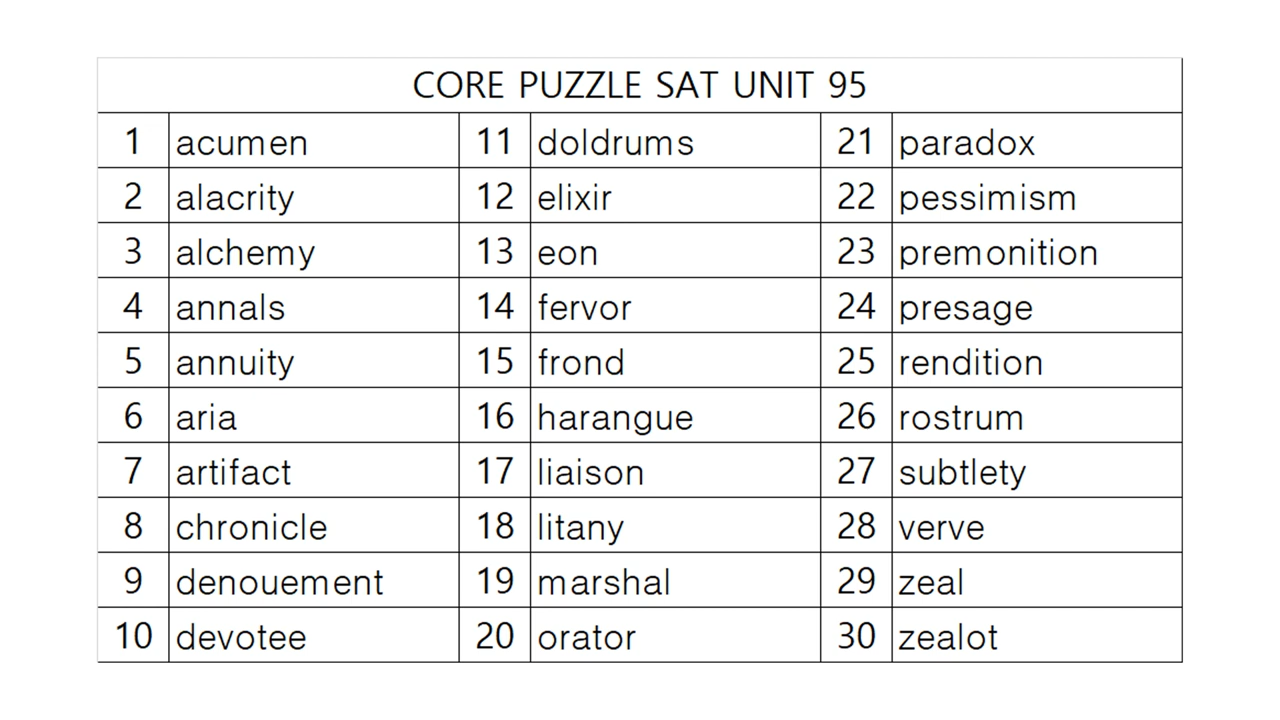 CORE PUZZLE SAT UNIT 95
1 acumen 11 doldrums 21 paradox
2 alacrity 12 elixir 22 pessimism
3 alchemy 13 eon 23 premonition
4 annals 14 fervor 24 presage
5 annuity 15 frond 25 rendition
6 aria 16 harangue 26 rostrum
7 artifact 17 liaison 27 subtlety
8 chronicle 18 litany 28 verve
9 denouement 19 marshal 29 zeal
10 devotee 20 orator 30 zealot